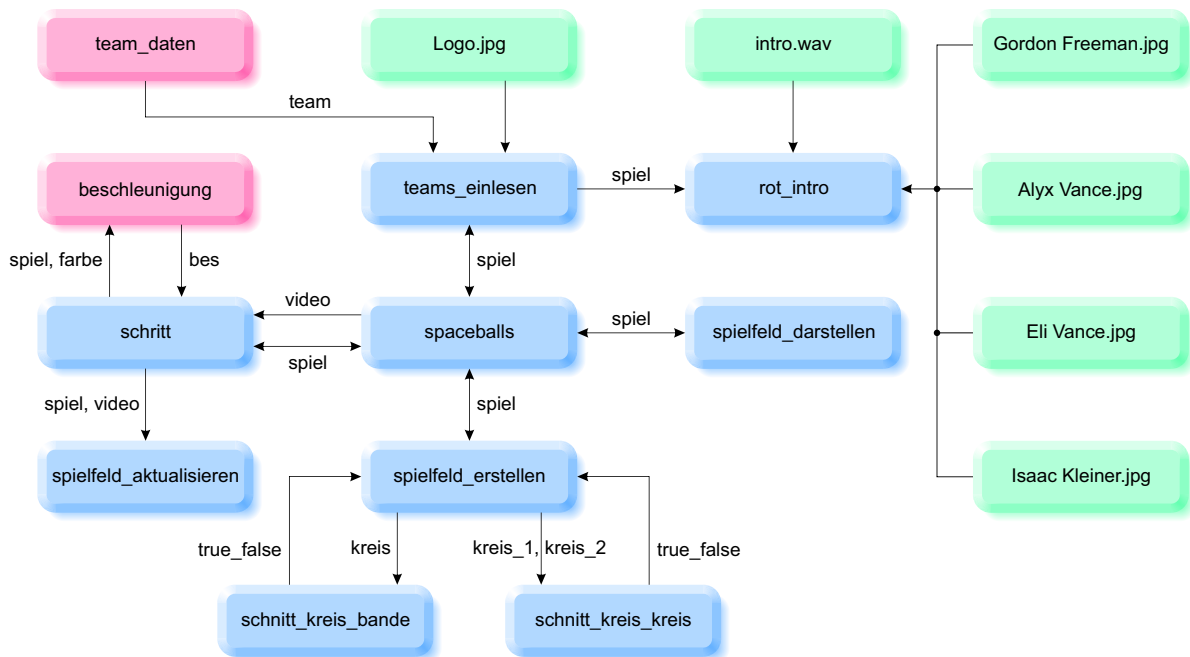 team_daten
Logo.jpg
intro.wav
Gordon Freeman.jpg
team
beschleunigung
teams_einlesen
spiel
rot_intro
Alyx Vance.jpg
spiel, farbe
bes
spiel
schritt
video
spiel
spaceballs
spiel
spielfeld_darstellen
Eli Vance.jpg
spiel, video
spiel
spielfeld_aktualisieren
spielfeld_erstellen
Isaac Kleiner.jpg
true_false
kreis
kreis_1, kreis_2
true_false
schnitt_kreis_bande
schnitt_kreis_kreis